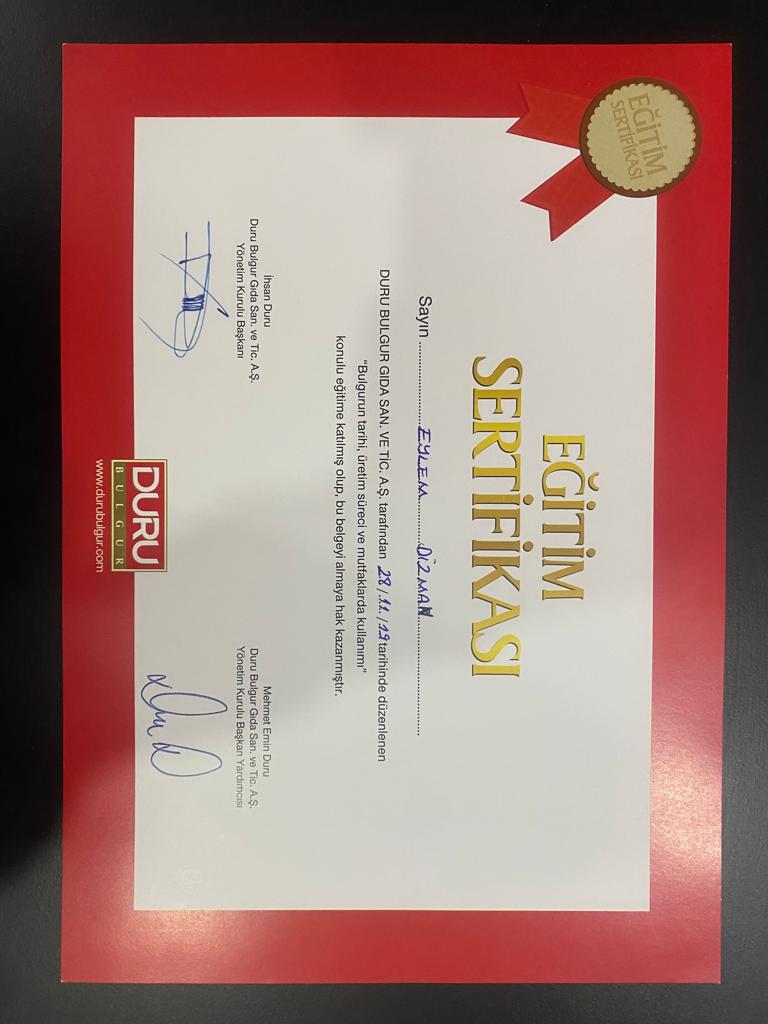 EĞİTİM
SERTİFİKASI
EĞİTİM
SERTİFİKASI
Sayın ........ EYLEM ........ DİZMAN ........
DURU BULGUR GIDA SAN. VE TİC. A.Ş. tarafından 28/11/19 tarihinde düzenlenen
"Bulgurun tarihi, üretim süreci ve mutfaklarda kullanımı"
konulu eğitime katılmış olup, bu belgeyi almaya hak kazanmıştır.
İhsan Duru
Duru Bulgur Gıda San. ve Tic. A.Ş.
Yönetim Kurulu Başkanı
Mehmet Emin Duru
Duru Bulgur Gıda San. ve Tic. A.Ş.
Yönetim Kurulu Başkan Yardımcısı
DURU
BULGUR
www.durubulgur.com